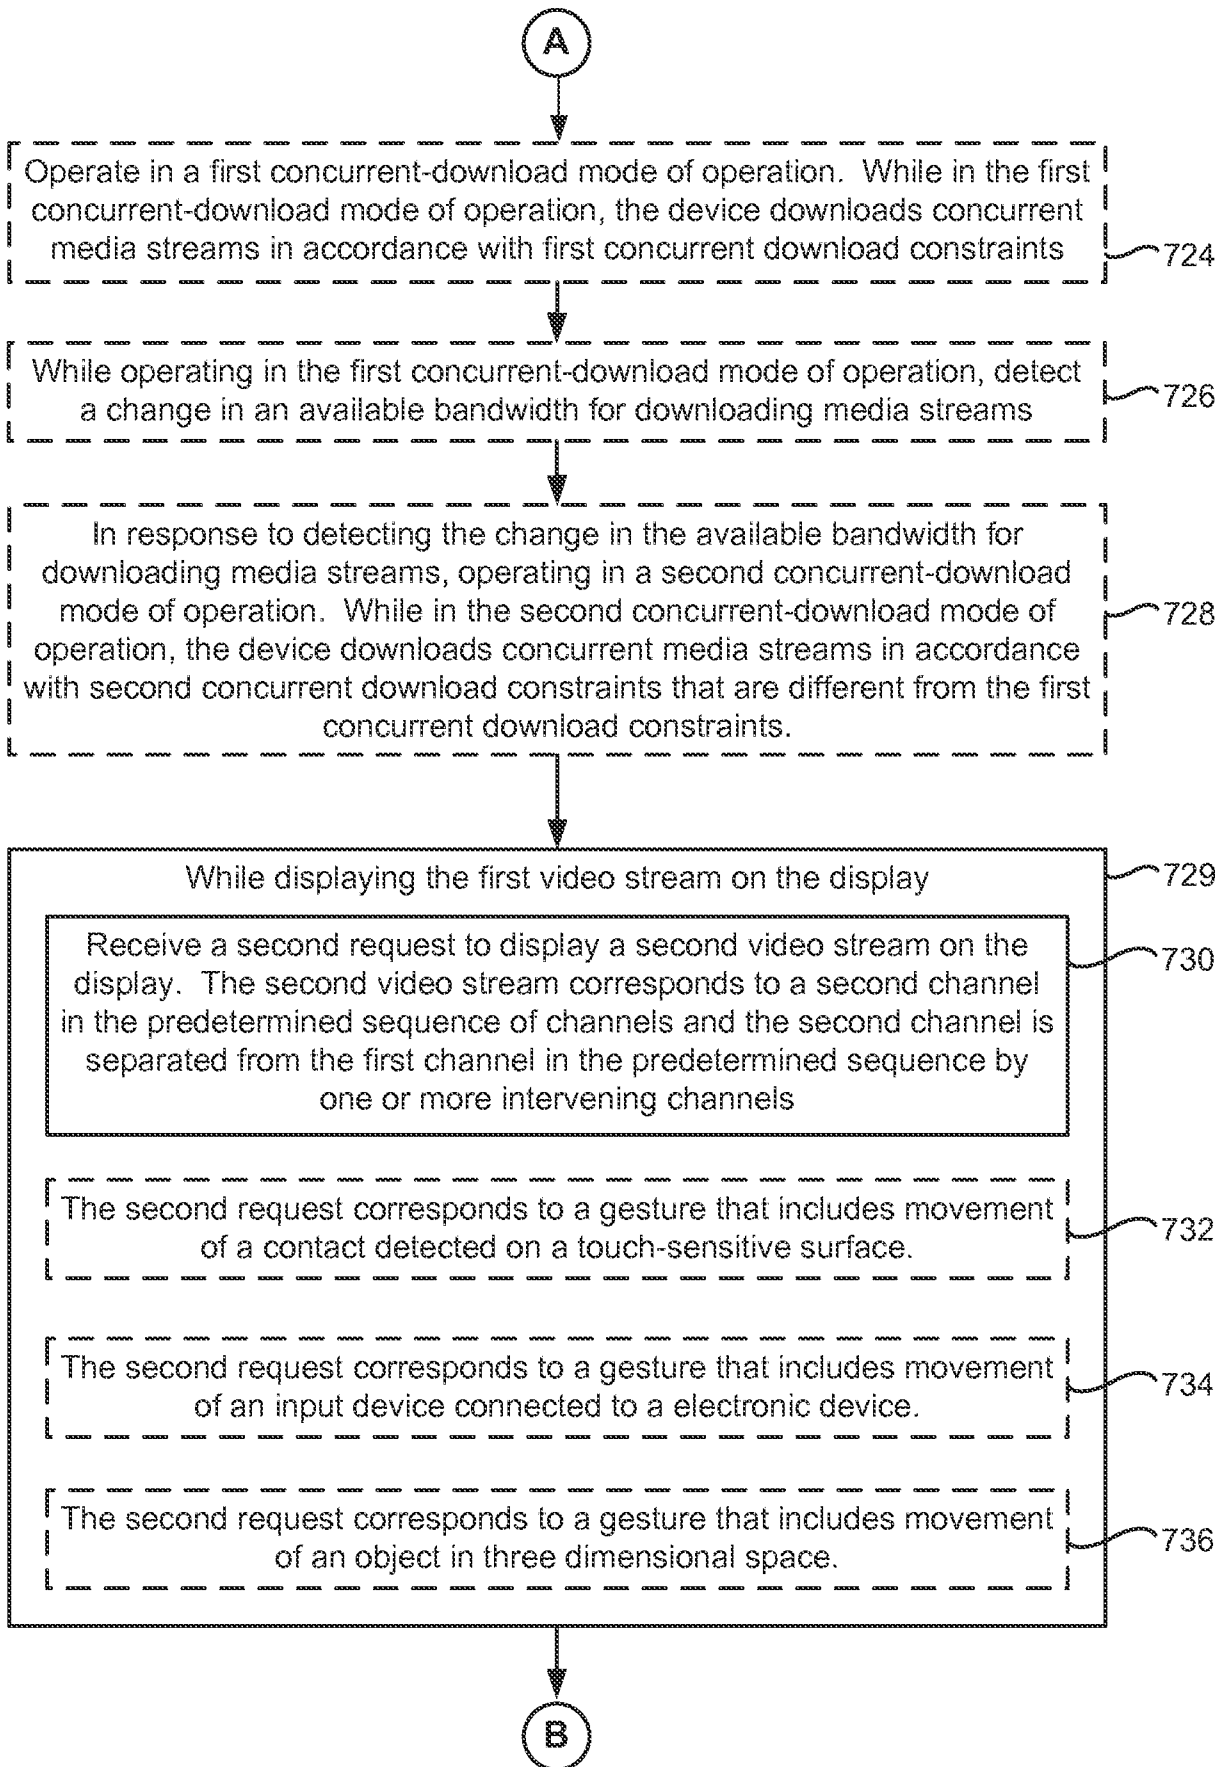 A
Operate in a first concurrent-download mode of operation. While in the first
concurrent-download mode of operation, the device downloads concurrent
media streams in accordance with first concurrent download constraints
724
While operating in the first concurrent-download mode of operation, detect
a change in an available bandwidth for downloading media streams
726
In response to detecting the change in the available bandwidth for
downloading media streams, operating in a second concurrent-download
mode of operation. While in the second concurrent-download mode of
operation, the device downloads concurrent media streams in accordance
with second concurrent download constraints that are different from the first
concurrent download constraints.
728
While displaying the first video stream on the display
729
Receive a second request to display a second video stream on the
display. The second video stream corresponds to a second channel
in the predetermined sequence of channels and the second channel is
separated from the first channel in the predetermined sequence by
one or more intervening channels
730
The second request corresponds to a gesture that includes movement
of a contact detected on a touch-sensitive surface.
732
The second request corresponds to a gesture that includes movement
of an input device connected to a electronic device.
734
The second request corresponds to a gesture that includes movement
of an object in three dimensional space.
736
B